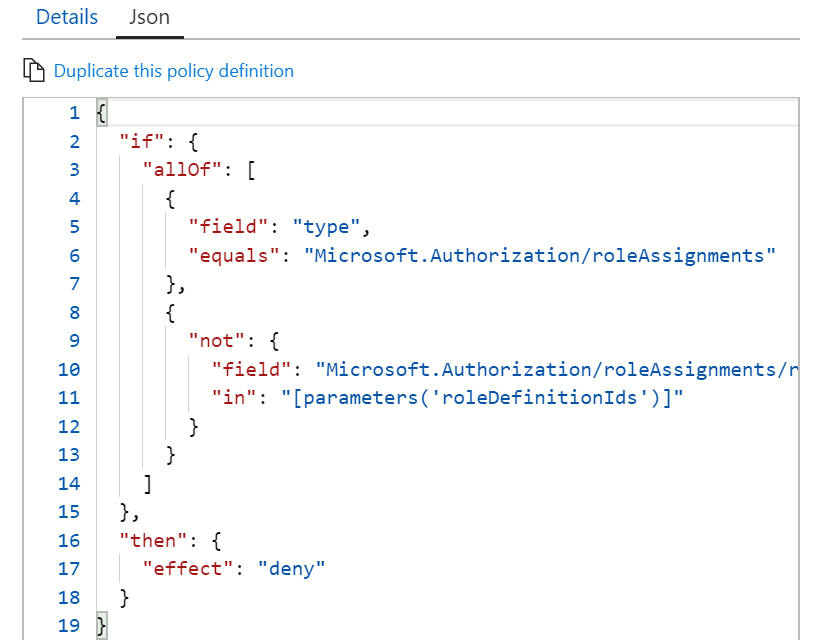 Details Json
Duplicate this policy definition
1 {
2 "if": {
3 "allOf": [
4 {
5 "field": "type",
6 "equals": "Microsoft.Authorization/roleAssignments"
7 },
8 {
9 "not": {
10 "field": "Microsoft.Authorization/roleAssignments/r
11 "in": "[parameters('roleDefinitionIds')]"
12 }
13 }
14 ]
15 },
16 "then": {
17 "effect": "deny"
18 }
19 }